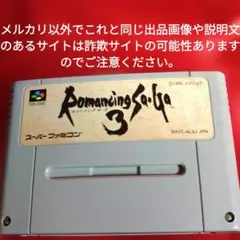 メルカリ以外でこれと同じ出品画像や説明文
のあるサイトは詐欺サイトの可能性あります
のでご注意ください。
Romancing Sa・Ga
3
スーパーファミコン